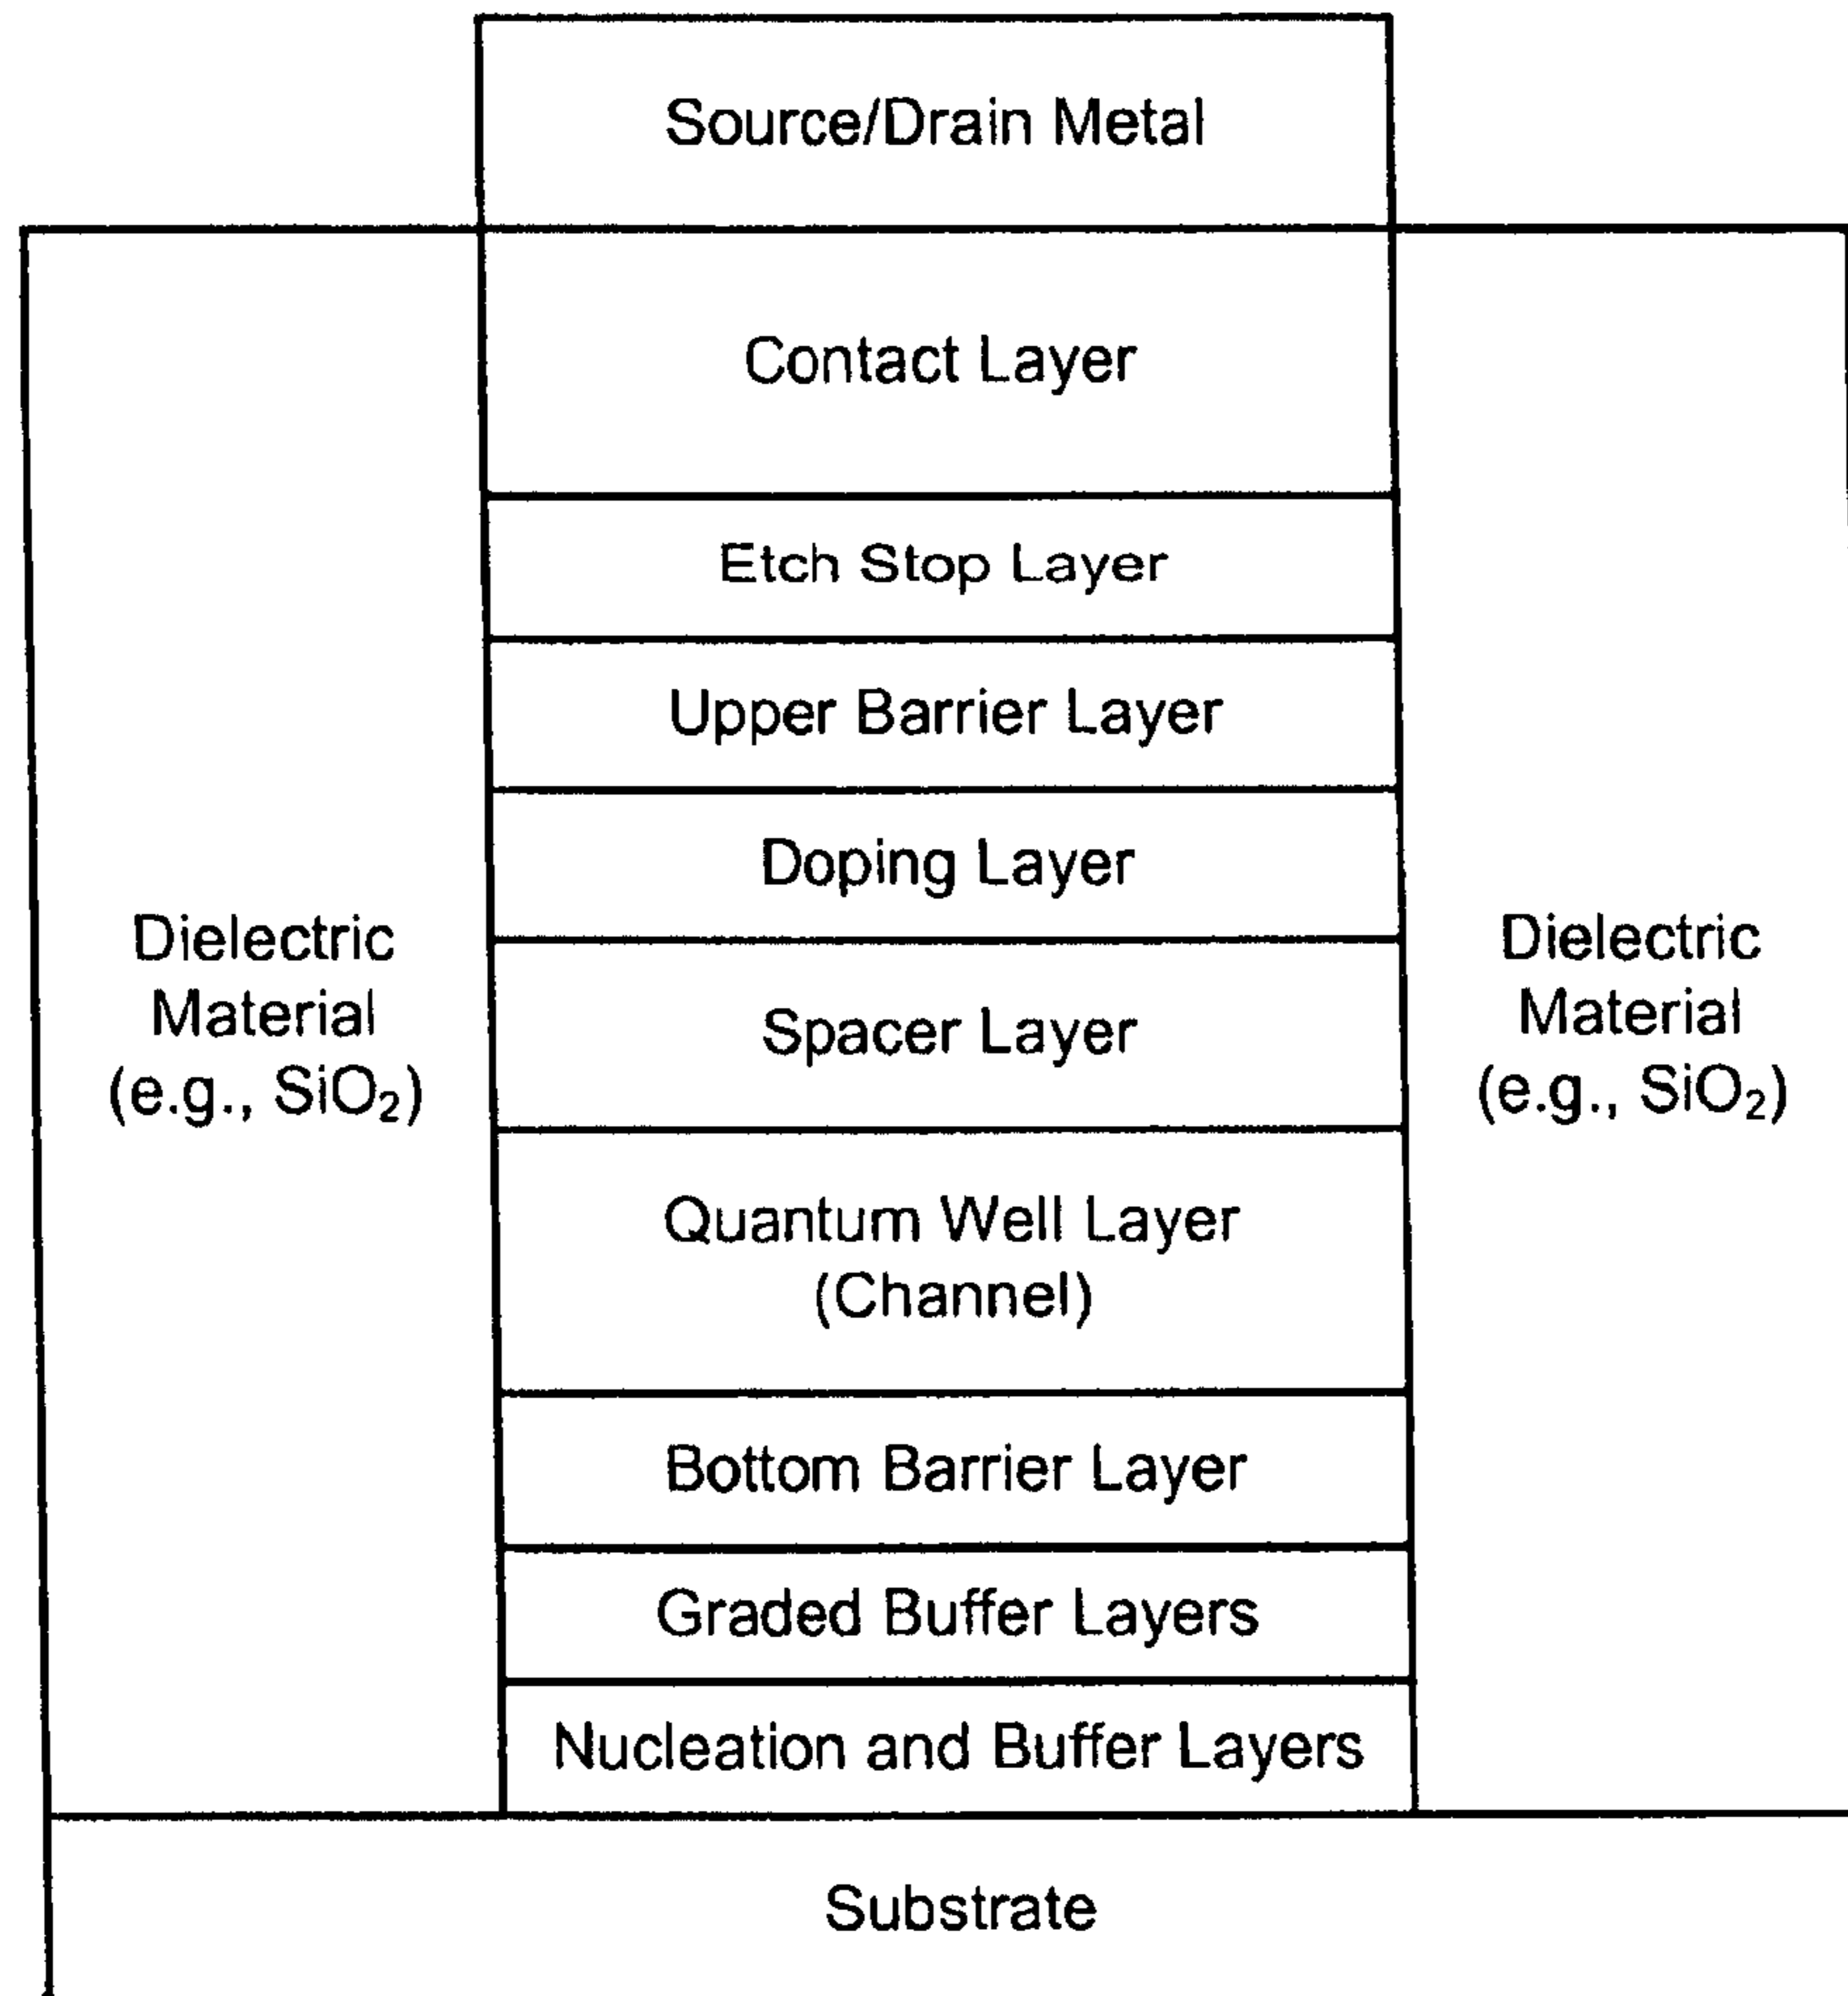 Source/Drain Metal
Contact Layer
Etch Stop Layer
Upper Barrier Layer
Doping Layer
Dielectric
Material
(e.g., SiO₂)
Spacer Layer
Dielectric
Material
(e.g., SiO₂)
Quantum Well Layer
(Channel)
Bottom Barrier Layer
Graded Buffer Layers
Nucleation and Buffer Layers
Substrate